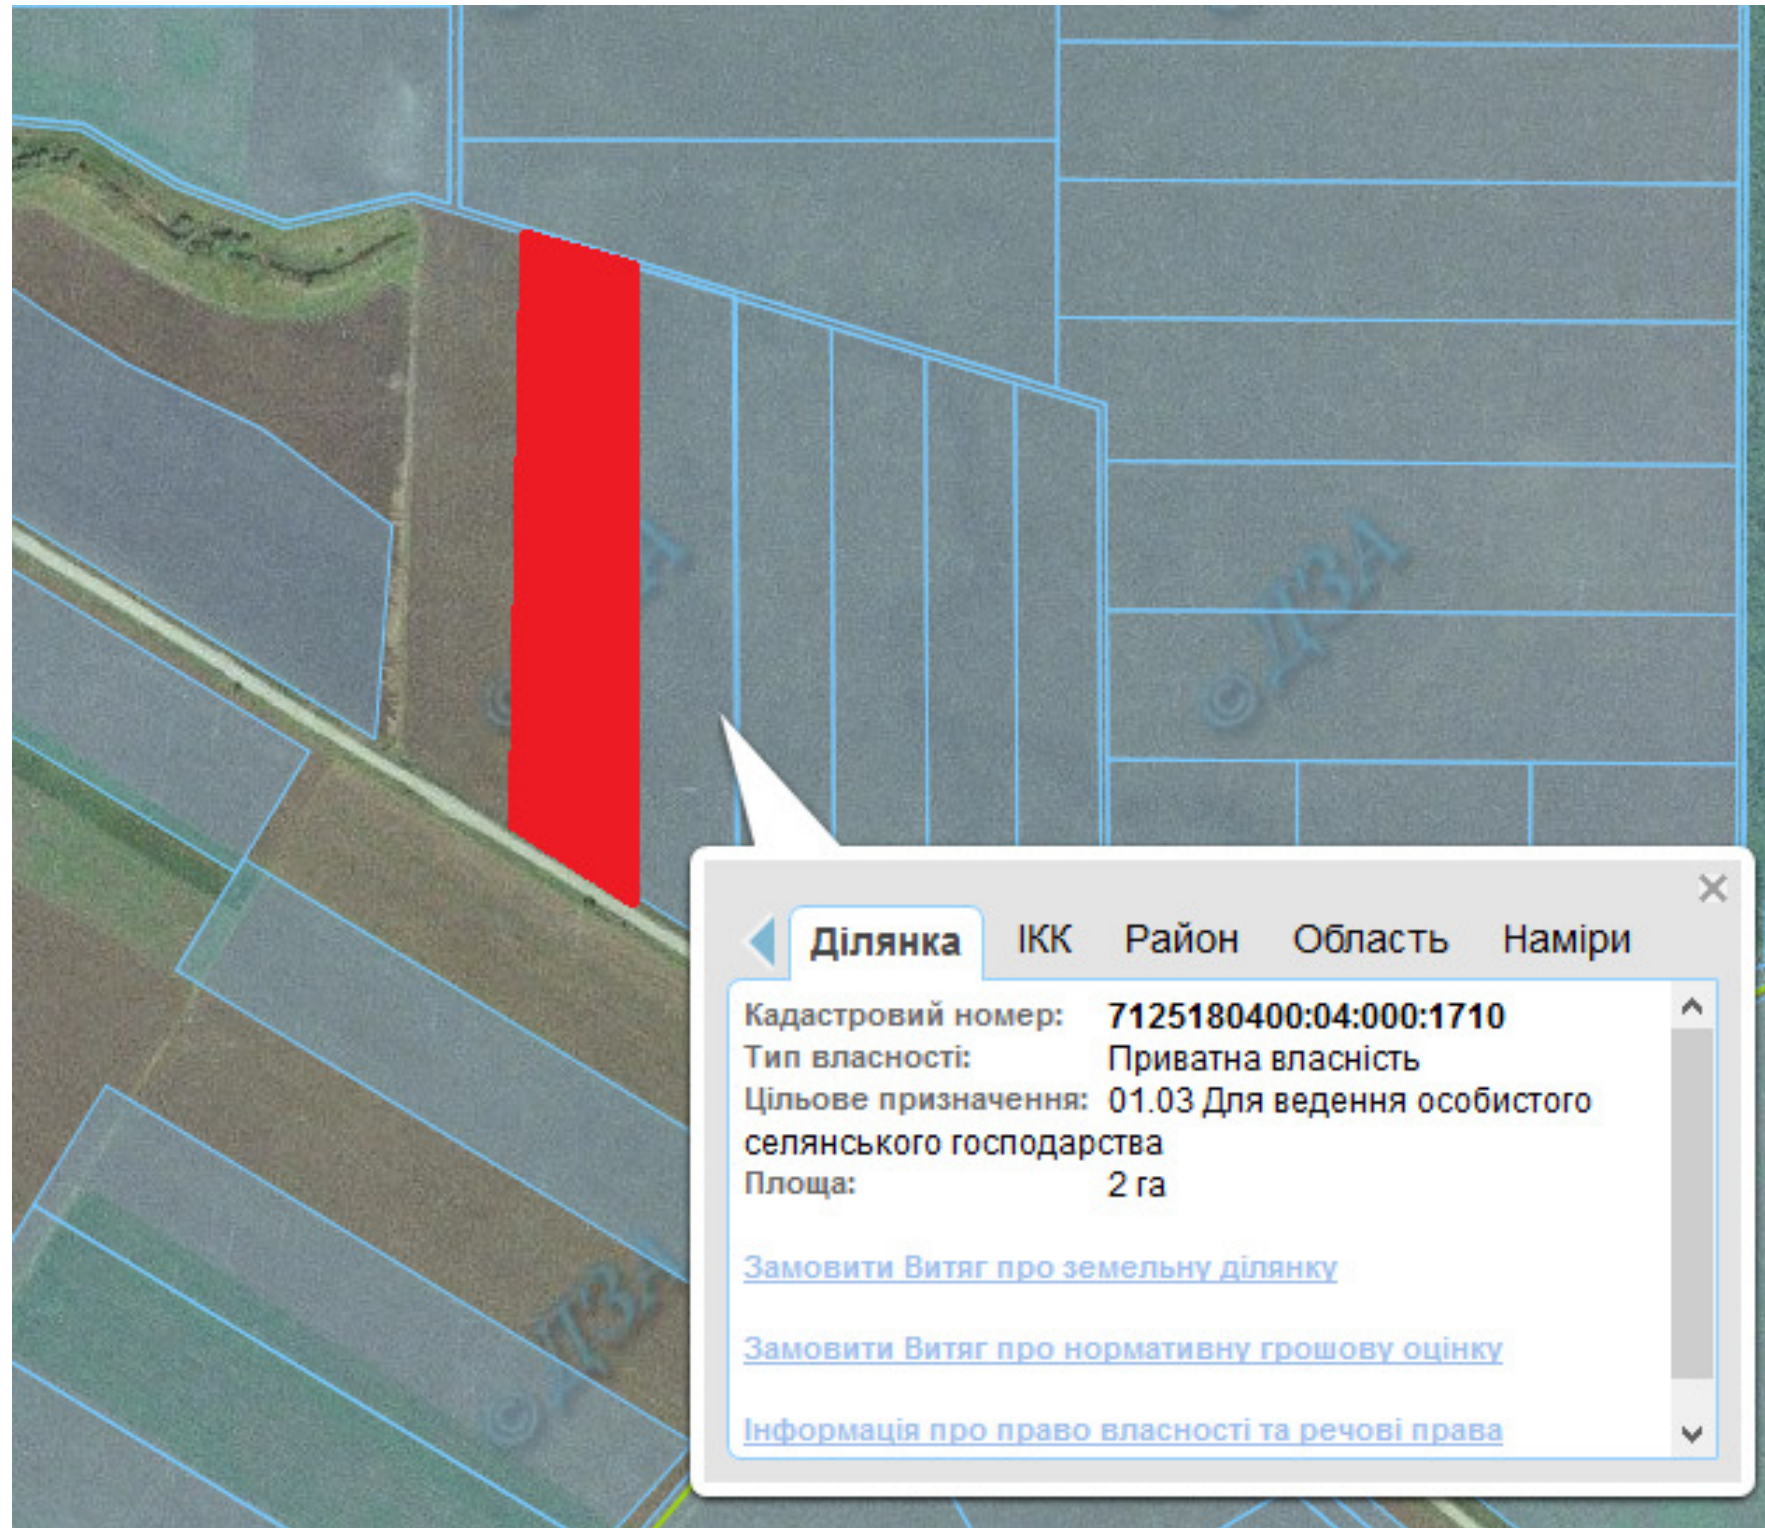 © ДЗА
© ДЗА
Ділянка ІКК Район Область Наміри
Кадастровий номер: 7125180400:04:000:1710
Тип власності: Приватна власність
Цільове призначення: 01.03 Для ведення особистого
селянського господарства
Площа: 2 га
Замовити Витяг про земельну ділянку
Замовити Витяг про нормативну грошову оцінку
Інформація про право власності та речові права